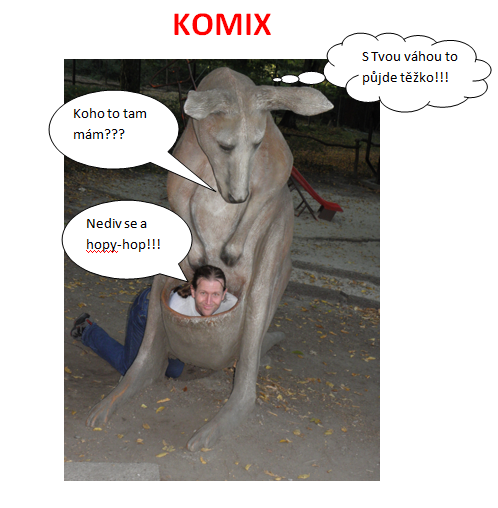 KOMIX
S Tvou váhou to
půjde těžko!!!
Koho to tam
mám???
Nediv se a
hopy-hop!!!